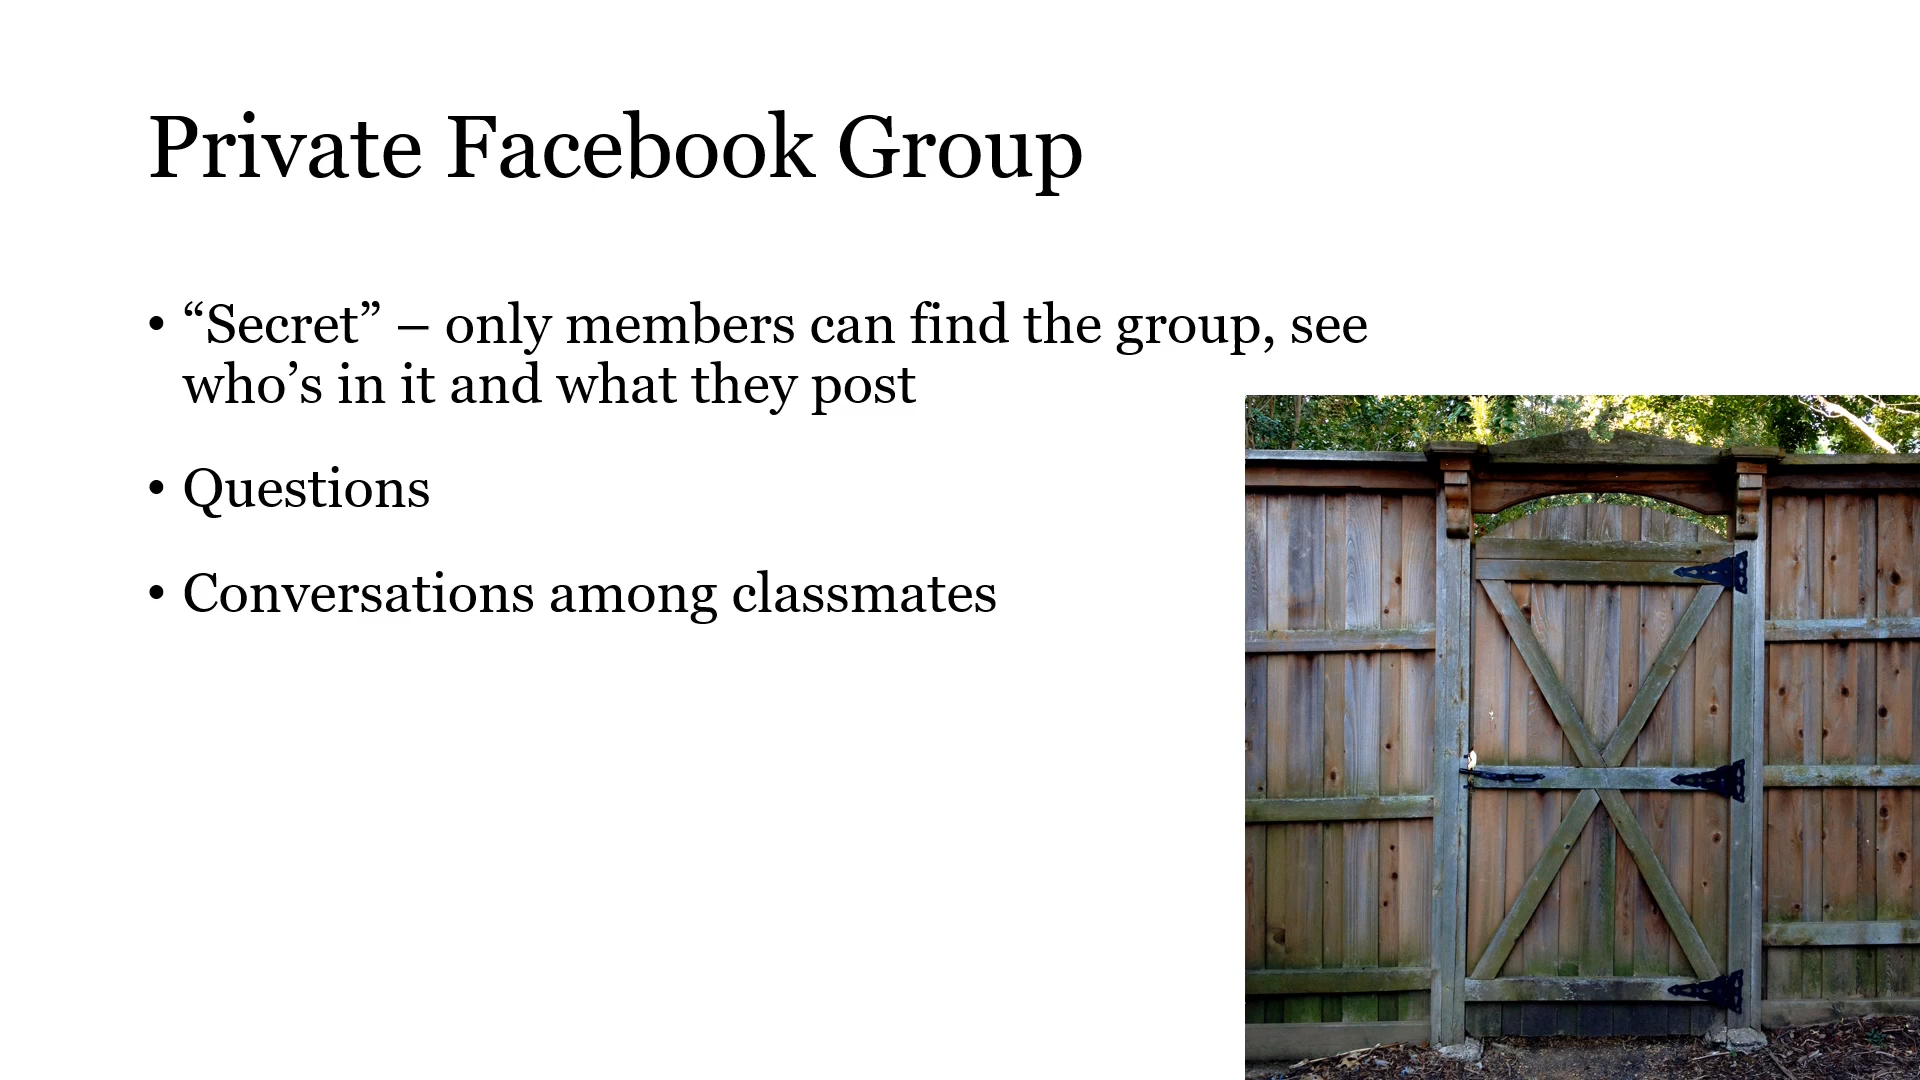 Private Facebook Group
• “Secret” – only members can find the group, see
who’s in it and what they post
• Questions
• Conversations among classmates